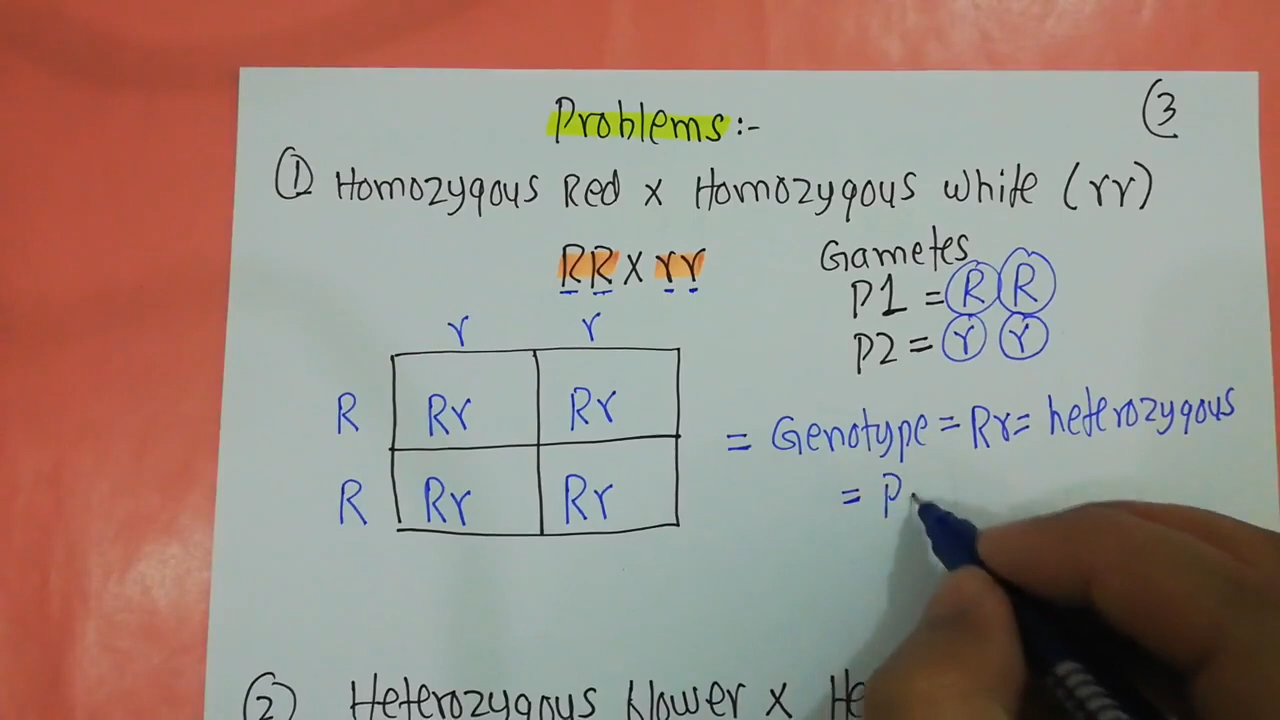 Problems:-
3
① Homozygous Red x Homozygous white (rr)
RR X rr
Gametes
P1 = R R
P2 = r r
r r
R Rr Rr
R Rr Rr
= Genotype = Rr = heterozygous
= P
② Heterozygous flower x He